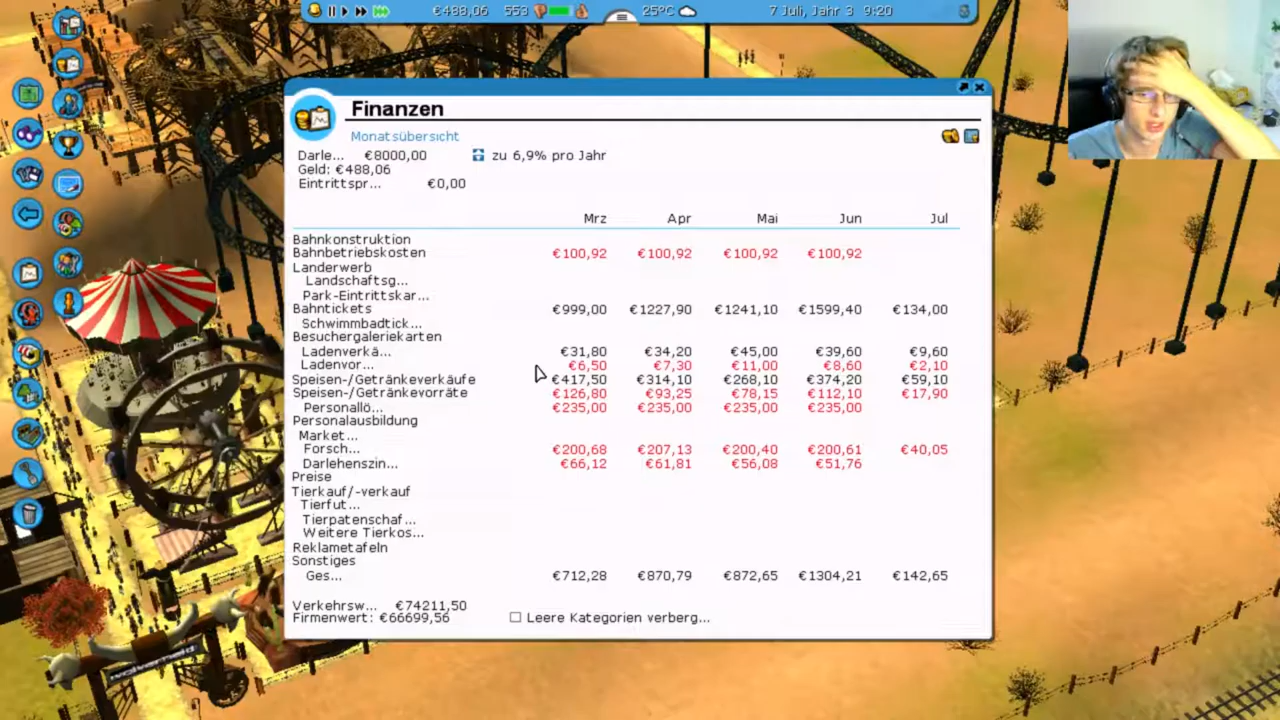 €488,06 553 25°C 7 Juli, Jahr 3 9:20
Finanzen
Monatsübersicht
Darle... €8000,00 zu 6,9% pro Jahr
Geld: €488,06
Eintrittspr... €0,00
Mrz Apr Mai Jun Jul
Bahnkonstruktion
Bahnbetriebskosten €100,92 €100,92 €100,92 €100,92
Landerwerb
Landschaftsg...
Park-Eintrittskar...
Bahntickets €999,00 €1227,90 €1241,10 €1599,40 €134,00
Schwimmbadtick...
Besuchergaleriekarten
Ladenverkä... €31,80 €34,20 €45,00 €39,60 €9,60
Ladenvor... €6,50 €7,30 €11,00 €8,60 €2,10
Speisen-/Getränkeverkäufe €417,50 €314,10 €268,10 €374,20 €59,10
Speisen-/Getränkevorräte €126,80 €93,25 €78,15 €112,10 €17,90
Personallö... €235,00 €235,00 €235,00 €235,00
Personalausbildung
Market...
Forsch... €200,68 €207,13 €200,40 €200,61 €40,05
Darlehenszin... €66,12 €61,81 €56,08 €51,76
Preise
Tierkauf/-verkauf
Tierfut...
Tierpatenschaf...
Weitere Tierkos...
Reklametafeln
Sonstiges
Ges... €712,28 €870,79 €872,65 €1304,21 €142,65
Verkehrsw... €74211,50
Firmenwert: €66699,56 Leere Kategorien verberg...